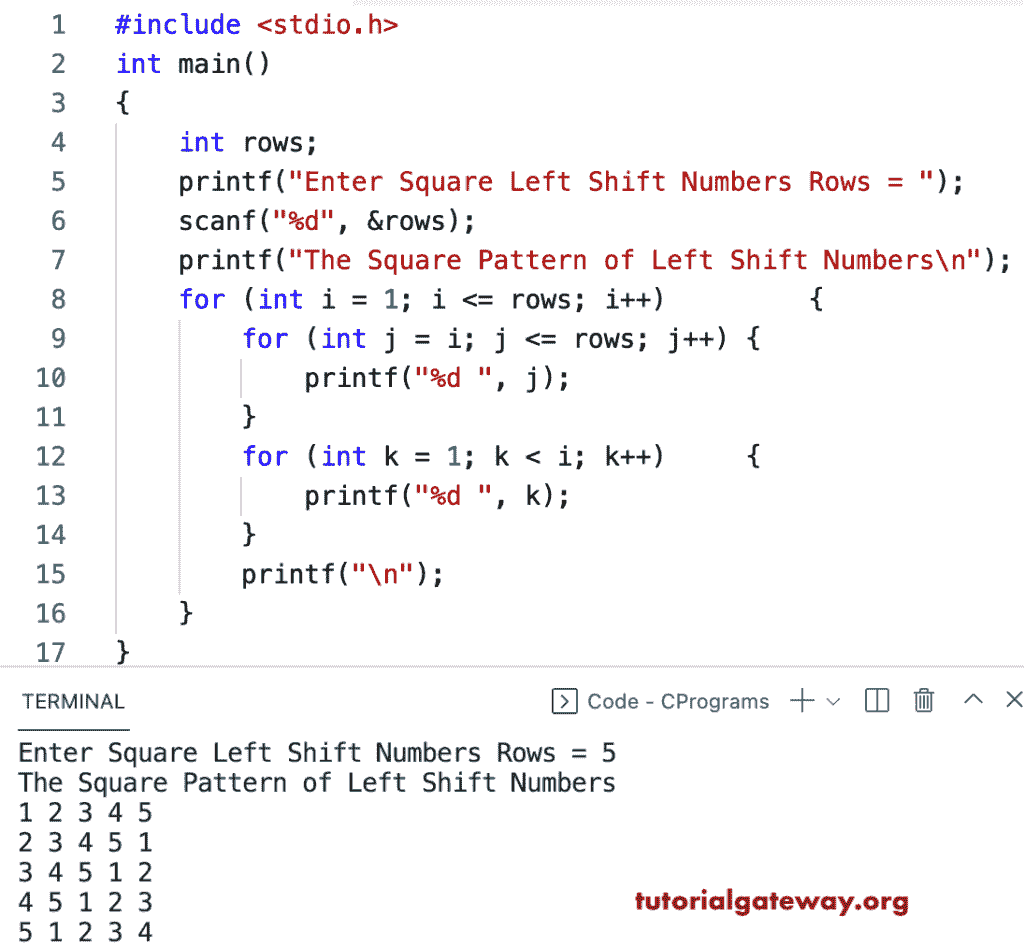 1 #include <stdio.h>
2 int main()
3 {
4     int rows;
5     printf("Enter Square Left Shift Numbers Rows = ");
6     scanf("%d", &rows);
7     printf("The Square Pattern of Left Shift Numbers\n");
8     for (int i = 1; i <= rows; i++)         {
9         for (int j = i; j <= rows; j++) {
10             printf("%d ", j);
11         }
12         for (int k = 1; k < i; k++)     {
13             printf("%d ", k);
14         }
15         printf("\n");
16     }
17 }
TERMINAL Code - CPrograms
Enter Square Left Shift Numbers Rows = 5
The Square Pattern of Left Shift Numbers
1 2 3 4 5
2 3 4 5 1
3 4 5 1 2
4 5 1 2 3
tutorialgateway.org
5 1 2 3 4